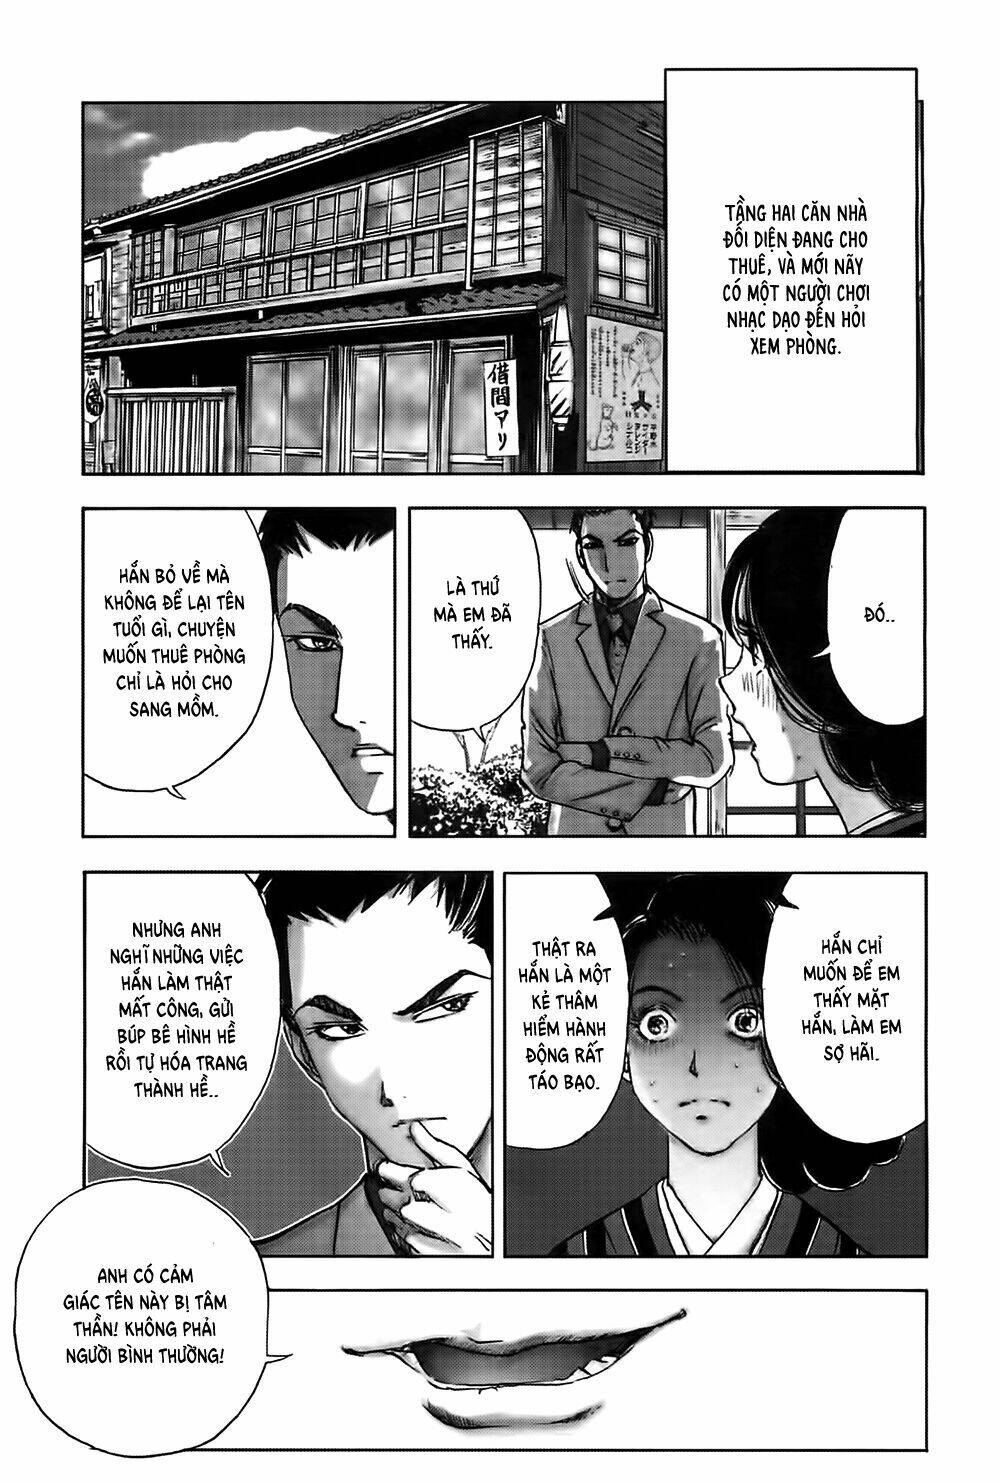 TẦNG HAI CĂN NHÀ
ĐỐI DIỆN ĐANG CHO
THUÊ, VÀ MỚI NÃY
CÓ MỘT NGƯỜI CHƠI
NHẠC DẠO ĐẾN HỎI
XEM PHÒNG.
借間アリ
ĐÓ..
LÀ THỨ
MÀ EM ĐÃ
THẤY.
HẮN BỎ VỀ MÀ
KHÔNG ĐỂ LẠI TÊN
TUỔI GÌ, CHUYỆN
MUỐN THUÊ PHÒNG
CHỈ LÀ HỎI CHO
SANG MỒM.
HẮN CHỈ
MUỐN ĐỂ EM
THẤY MẶT
HẮN, LÀM EM
SỢ HÃI.
THẬT RA
HẮN LÀ MỘT
KẺ THÂM
HIỂM HÀNH
ĐỘNG RẤT
TÁO BẠO.
NHƯNG ANH
NGHĨ NHỮNG VIỆC
HẮN LÀM THẬT
MẤT CÔNG, GỬI
BÚP BÊ HÌNH HỀ
RỒI TỰ HÓA TRANG
THÀNH HỀ..
ANH CÓ CẢM
GIÁC TÊN NÀY BỊ TÂM
THẦN! KHÔNG PHẢI
NGƯỜI BÌNH THƯỜNG!